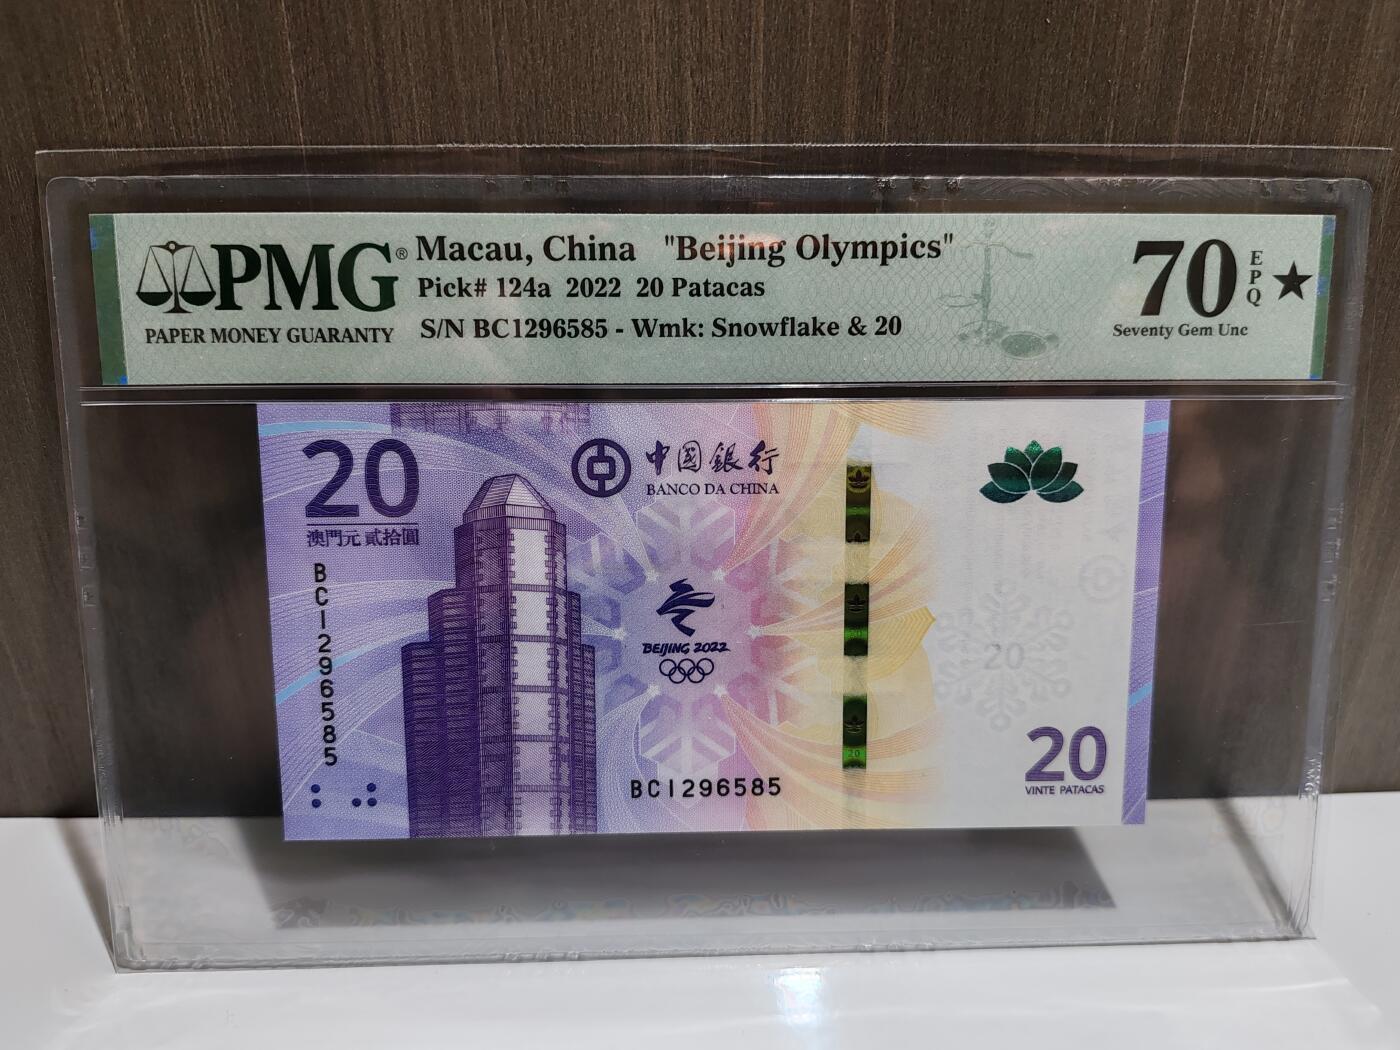 PMG®
PAPER MONEY GUARANTY
Macau, China "Beijing Olympics"
Pick# 124a 2022 20 Patacas
S/N BC1296585 - Wmk: Snowflake & 20
70 EPQ ★
Seventy Gem Unc
20
澳門元貳拾圓
BC1296585
中國銀行
BANCO DA CHINA
BEIJING 2022
BC1296585
20
20
20
VINTE PATACAS